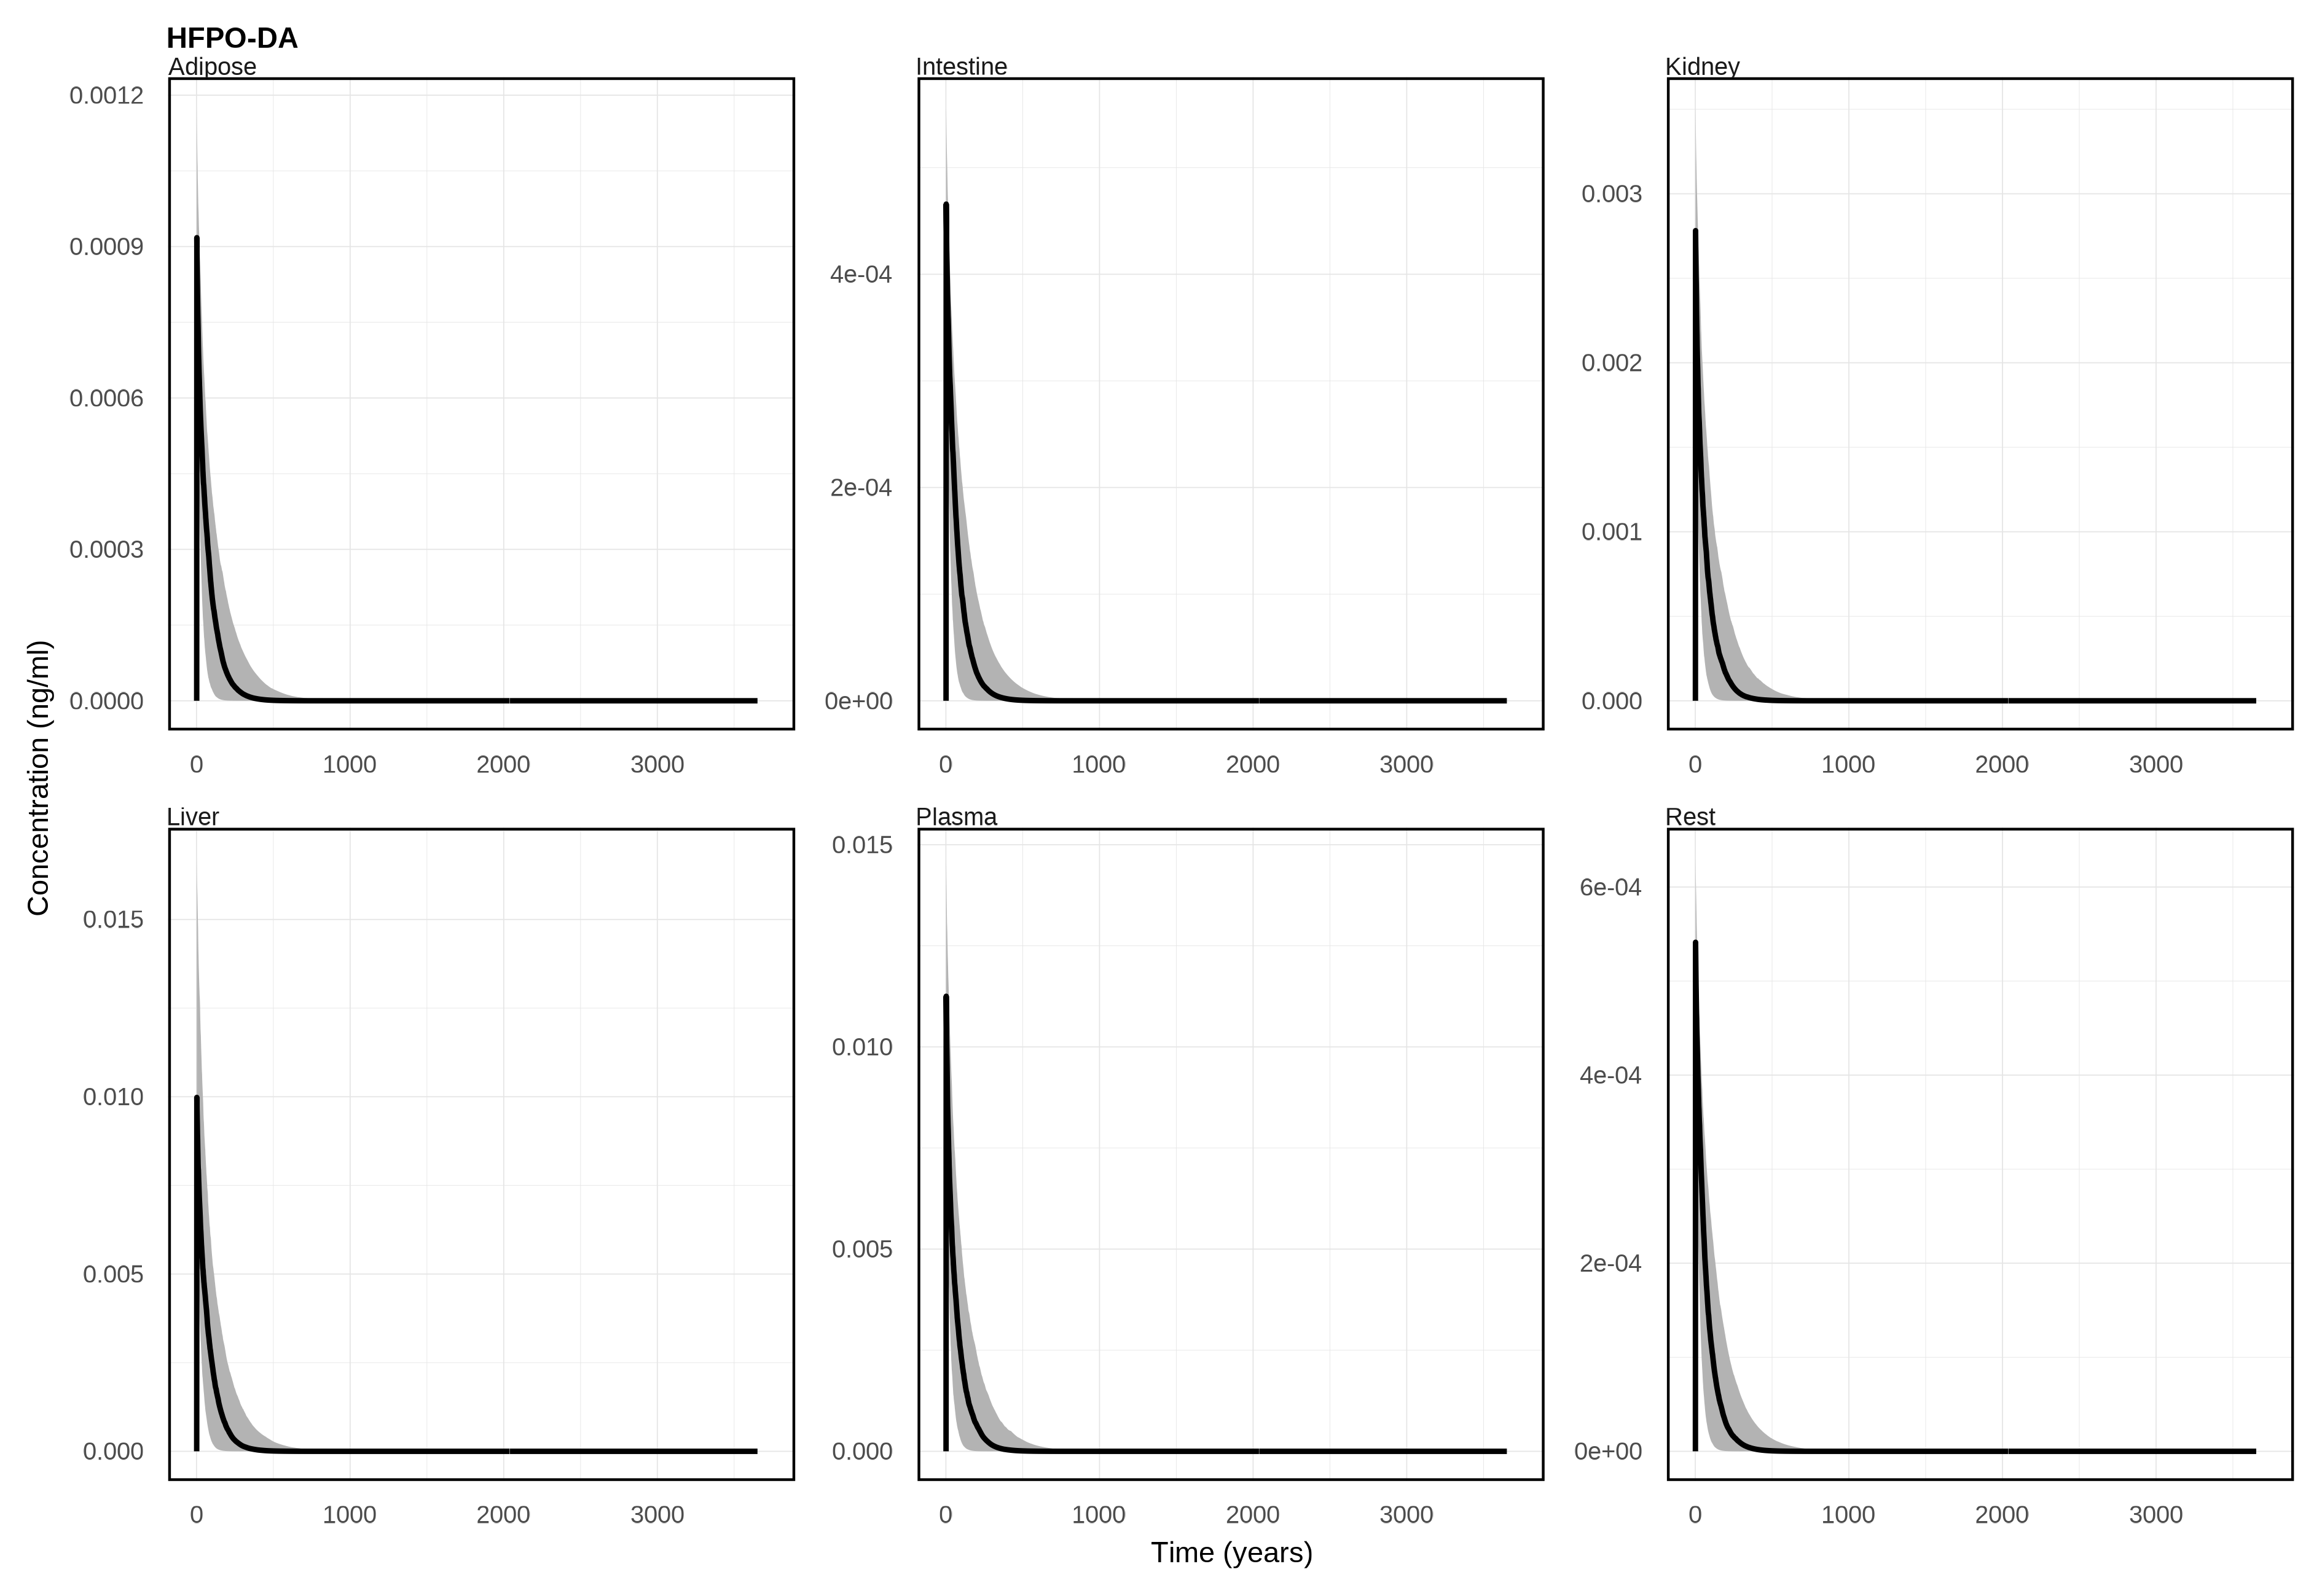 HFPO-DA
Adipose
Intestine
Kidney
0.0012
0.0009
0.0006
0.0003
0.0000
4e-04
2e-04
0e+00
0.003
0.002
0.001
0.000
0 1000 2000 3000
0 1000 2000 3000
0 1000 2000 3000
Concentration (ng/ml)
Liver
Plasma
Rest
0.015
0.010
0.005
0.000
0.015
0.010
0.005
0.000
6e-04
4e-04
2e-04
0e+00
0 1000 2000 3000
0 1000 2000 3000
0 1000 2000 3000
Time (years)